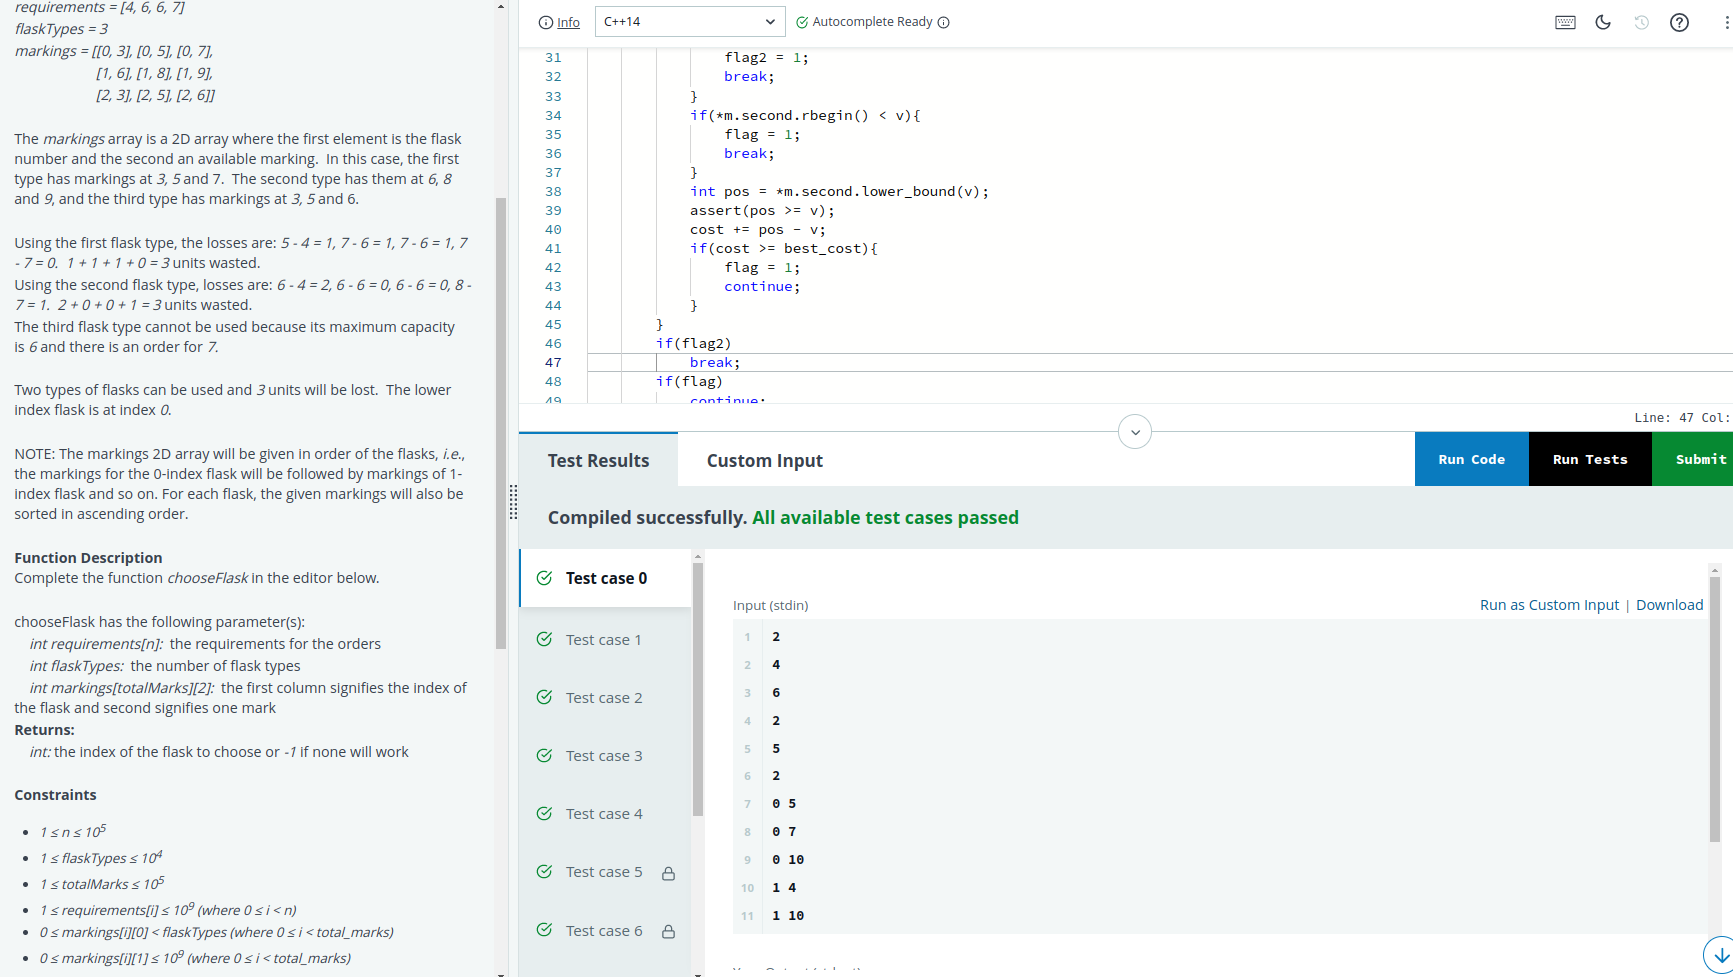 requirements = [4, 6, 6, 7]
flaskTypes = 3
markings = [[0, 3], [0, 5], [0, 7],
[1, 6], [1, 8], [1, 9],
[2, 3], [2, 5], [2, 6]]
The markings array is a 2D array where the first element is the flask
number and the second an available marking.  In this case, the first
type has markings at 3, 5 and 7.  The second type has them at 6, 8
and 9, and the third type has markings at 3, 5 and 6.
Using the first flask type, the losses are: 5 - 4 = 1, 7 - 6 = 1, 7 - 6 = 1, 7
- 7 = 0.  1 + 1 + 1 + 0 = 3 units wasted.
Using the second flask type, losses are: 6 - 4 = 2, 6 - 6 = 0, 6 - 6 = 0, 8 -
7 = 1.  2 + 0 + 0 + 1 = 3 units wasted.
The third flask type cannot be used because its maximum capacity
is 6 and there is an order for 7.
Two types of flasks can be used and 3 units will be lost.  The lower
index flask is at index 0.
NOTE: The markings 2D array will be given in order of the flasks, i.e.,
the markings for the 0-index flask will be followed by markings of 1-
index flask and so on. For each flask, the given markings will also be
sorted in ascending order.
Function Description
Complete the function chooseFlask in the editor below.
chooseFlask has the following parameter(s):
int requirements[n]:  the requirements for the orders
int flaskTypes:  the number of flask types
int markings[totalMarks][2]:  the first column signifies the index of
the flask and second signifies one mark
Returns:
int: the index of the flask to choose or -1 if none will work
Constraints
• 1 ≤ n ≤ 10^5
• 1 ≤ flaskTypes ≤ 10^4
• 1 ≤ totalMarks ≤ 10^5
• 1 ≤ requirements[i] ≤ 10^9 (where 0 ≤ i < n)
• 0 ≤ markings[i][0] < flaskTypes (where 0 ≤ i < total_marks)
• 0 ≤ markings[i][1] ≤ 10^9 (where 0 ≤ i < total_marks)
Info C++14 Autocomplete Ready
31 flag2 = 1;
32 break;
33 }
34 if(*m.second.rbegin() < v){
35 flag = 1;
36 break;
37 }
38 int pos = *m.second.lower_bound(v);
39 assert(pos >= v);
40 cost += pos - v;
41 if(cost >= best_cost){
42 flag = 1;
43 continue;
44 }
45 }
46 if(flag2)
47 break;
48 if(flag)
49 continue;
Line: 47 Col:
Test Results Custom Input Run Code Run Tests Submit
Compiled successfully. All available test cases passed
Test case 0
Test case 1
Test case 2
Test case 3
Test case 4
Test case 5
Test case 6
Input (stdin) Run as Custom Input | Download
1 2
2 4
3 6
4 2
5 5
6 2
7 0 5
8 0 7
9 0 10
10 1 4
11 1 10